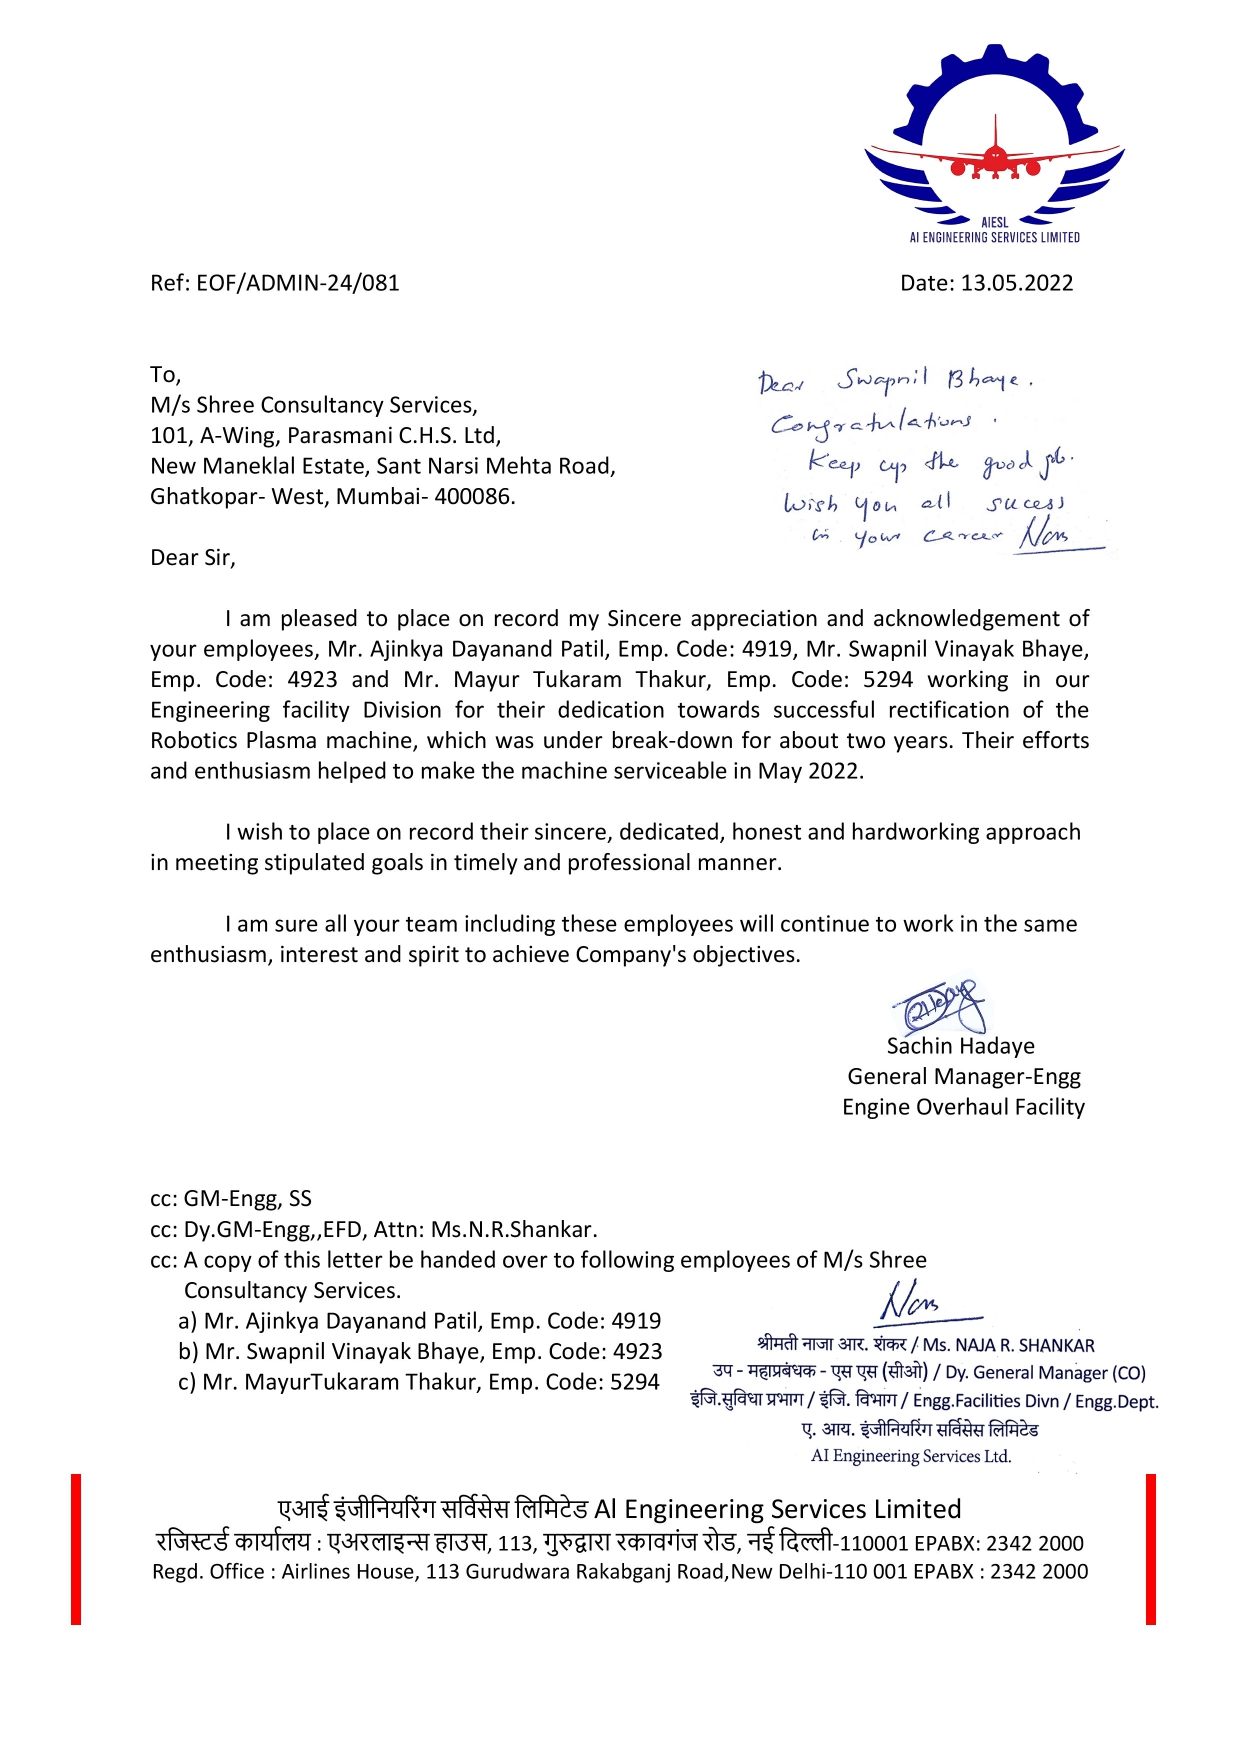 AIESL
AI ENGINEERING SERVICES LIMITED
Ref: EOF/ADMIN-24/081 Date: 13.05.2022
To,
M/s Shree Consultancy Services,
101, A-Wing, Parasmani C.H.S. Ltd,
New Maneklal Estate, Sant Narsi Mehta Road,
Ghatkopar- West, Mumbai- 400086.
Dear Swapnil Bhaye.
Congratulations.
Keep up the good job.
Wish you all sucess
in your career
Dear Sir,
I am pleased to place on record my Sincere appreciation and acknowledgement of
your employees, Mr. Ajinkya Dayanand Patil, Emp. Code: 4919, Mr. Swapnil Vinayak Bhaye,
Emp. Code: 4923 and Mr. Mayur Tukaram Thakur, Emp. Code: 5294 working in our
Engineering facility Division for their dedication towards successful rectification of the
Robotics Plasma machine, which was under break-down for about two years. Their efforts
and enthusiasm helped to make the machine serviceable in May 2022.
I wish to place on record their sincere, dedicated, honest and hardworking approach
in meeting stipulated goals in timely and professional manner.
I am sure all your team including these employees will continue to work in the same
enthusiasm, interest and spirit to achieve Company's objectives.
Sachin Hadaye
General Manager-Engg
Engine Overhaul Facility
cc: GM-Engg, SS
cc: Dy.GM-Engg,,EFD, Attn: Ms.N.R.Shankar.
cc: A copy of this letter be handed over to following employees of M/s Shree
Consultancy Services.
a) Mr. Ajinkya Dayanand Patil, Emp. Code: 4919
b) Mr. Swapnil Vinayak Bhaye, Emp. Code: 4923
c) Mr. MayurTukaram Thakur, Emp. Code: 5294
श्रीमती नाजा आर. शंकर / Ms. NAJA R. SHANKAR
उप - महाप्रबंधक - एस एस (सीओ) / Dy. General Manager (CO)
इंजि.सुविधा प्रभाग / इंजि. विभाग / Engg.Facilities Divn / Engg.Dept.
ए. आय. इंजीनियरिंग सर्विसेस लिमिटेड
AI Engineering Services Ltd.
एआई इंजीनियरिंग सर्विसेस लिमिटेड Al Engineering Services Limited
रजिस्टर्ड कार्यालय : एअरलाइन्स हाउस, 113, गुरुद्वारा रकावगंज रोड, नई दिल्ली-110001 EPABX: 2342 2000
Regd. Office : Airlines House, 113 Gurudwara Rakabganj Road,New Delhi-110 001 EPABX : 2342 2000